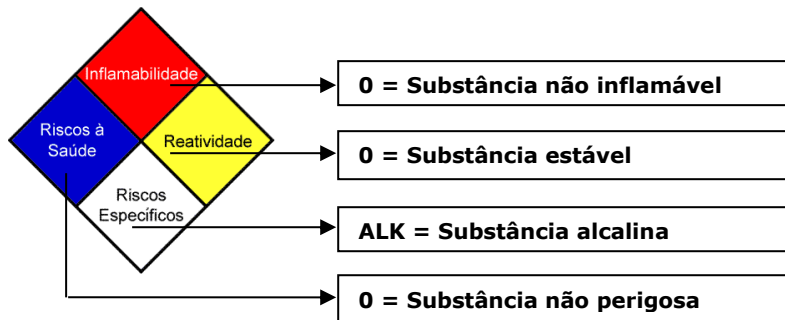 Inflamabilidade
0 = Substância não inflamável
Riscos à
Saúde
Reatividade
0 = Substância estável
Riscos
Específicos
ALK = Substância alcalina
0 = Substância não perigosa